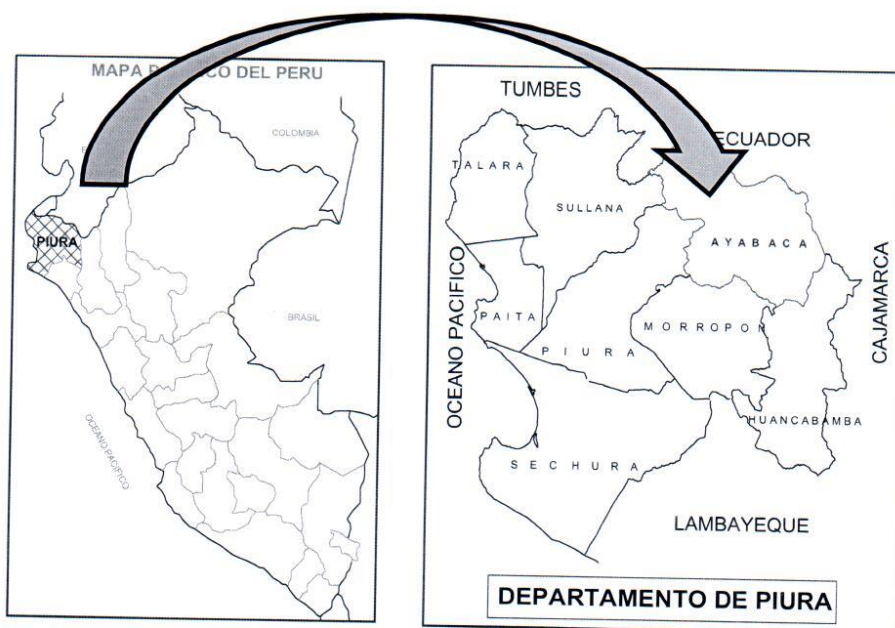 MAPA P
CO DEL PERU
COLOMBIA
PIURA
BRASIL
OCEANO PACIFICO
TUMBES
ECUADOR
TALARA
SULLANA
AYABACA
OCEANO PACIFICO
PAITA
MORROPON
CAJAMARCA
PIURA
HUANCABAMBA
SECHURA
LAMBAYEQUE
DEPARTAMENTO DE PIURA